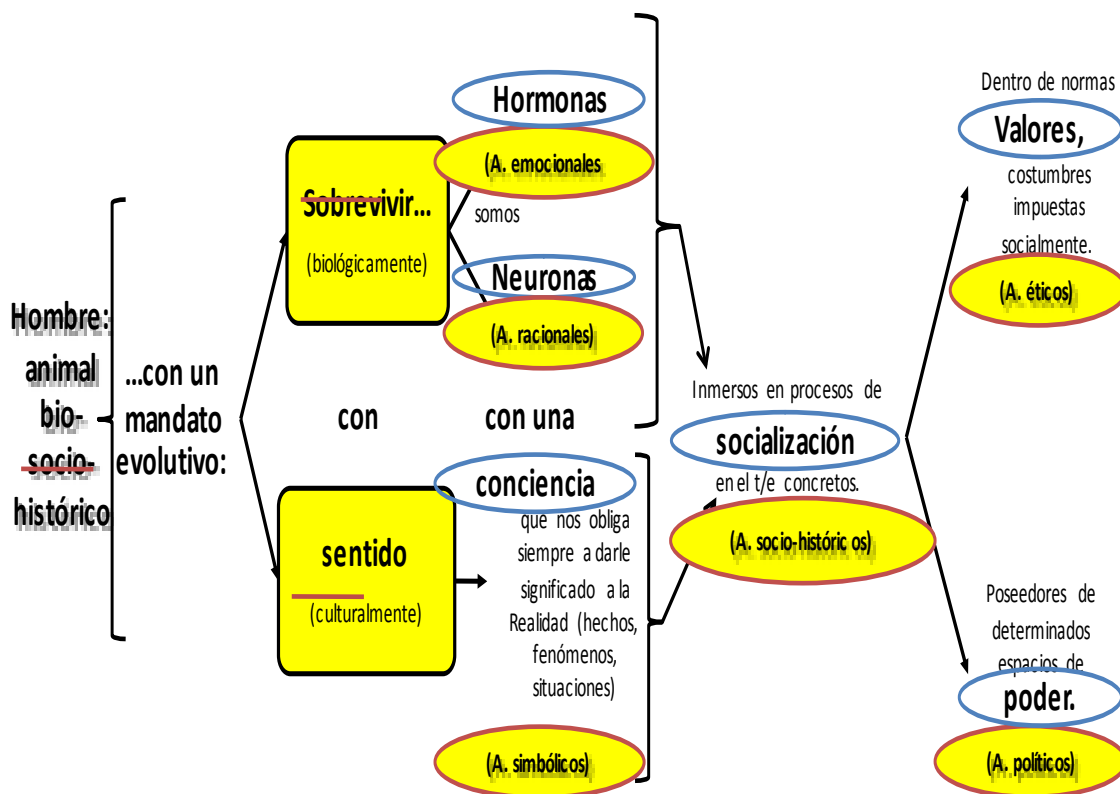 Hombre:
animal
bio-
socio-
histórico
...con un
mandato
evolutivo:
Sobrevivir...
(biológicamente)
con
sentido
(culturalmente)
Hormonas
(A. emocionales
somos
Neuronas
(A. racionales)
con una
conciencia
que nos obliga
siempre a darle
significado a la
Realidad (hechos,
fenómenos,
situaciones)
(A. simbólicos)
Inmersos en procesos de
socialización
en el t/e concretos.
(A. socio-históricos)
Dentro de normas
Valores,
costumbres
impuestas
socialmente.
(A. éticos)
Poseedores de
determinados
espacios de
poder.
(A. políticos)